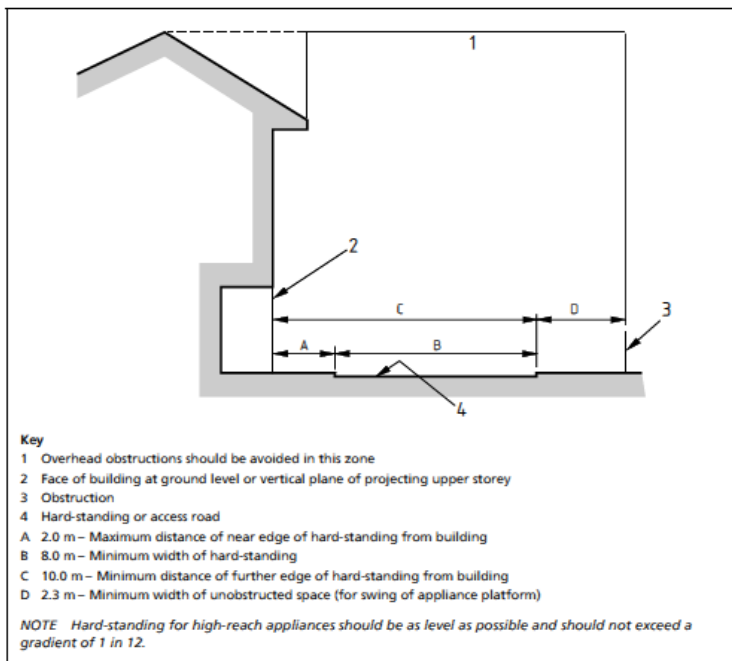 1
2
C
D
3
A
B
4
Key
1 Overhead obstructions should be avoided in this zone
2 Face of building at ground level or vertical plane of projecting upper storey
3 Obstruction
4 Hard-standing or access road
A 2.0 m – Maximum distance of near edge of hard-standing from building
B 8.0 m – Minimum width of hard-standing
C 10.0 m – Minimum distance of further edge of hard-standing from building
D 2.3 m – Minimum width of unobstructed space (for swing of appliance platform)
NOTE Hard-standing for high-reach appliances should be as level as possible and should not exceed a
gradient of 1 in 12.